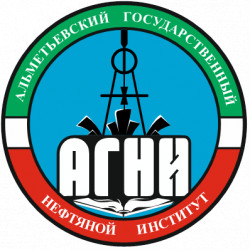 АЛЬМЕТЬЕВСКИЙ ГОСУДАРСТВЕННЫЙ
АГНИ
НЕФТЯНОЙ ИНСТИТУТ